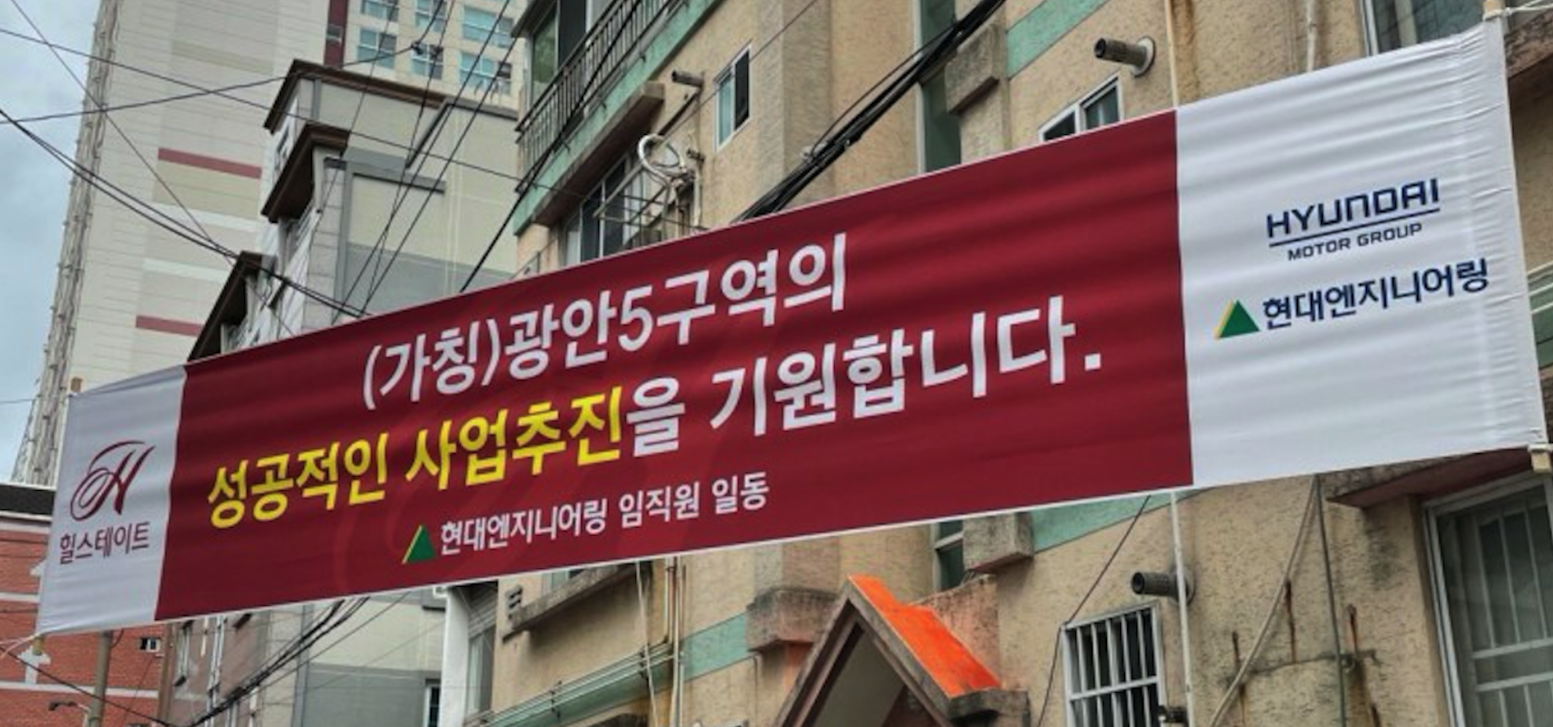 힐스테이트
(가칭)광안5구역의
성공적인 사업추진을 기원합니다.
현대엔지니어링 임직원 일동
HYUNDAI
MOTOR GROUP
현대엔지니어링